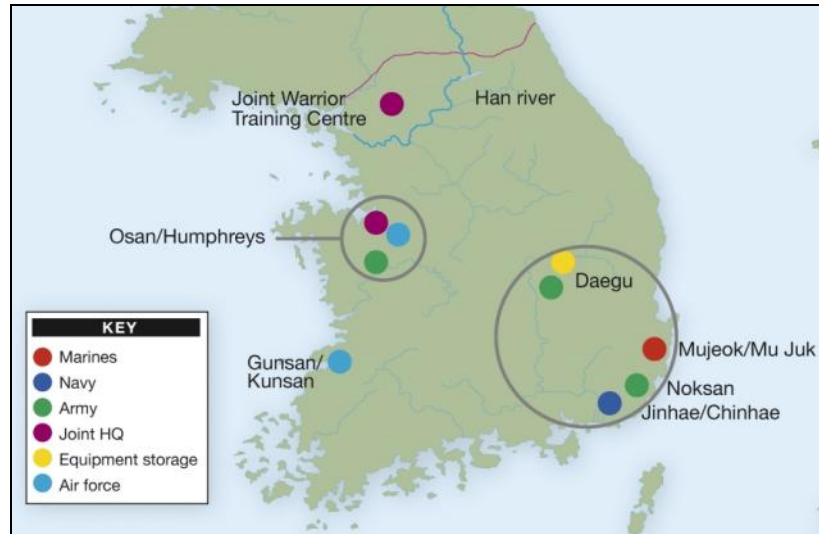 Joint Warrior
Training Centre
Han river
Osan/Humphreys
Daegu
Gunsan/
Kunsan
Mujeok/Mu Juk
Noksan
Jinhae/Chinhae
KEY
Marines
Navy
Army
Joint HQ
Equipment storage
Air force